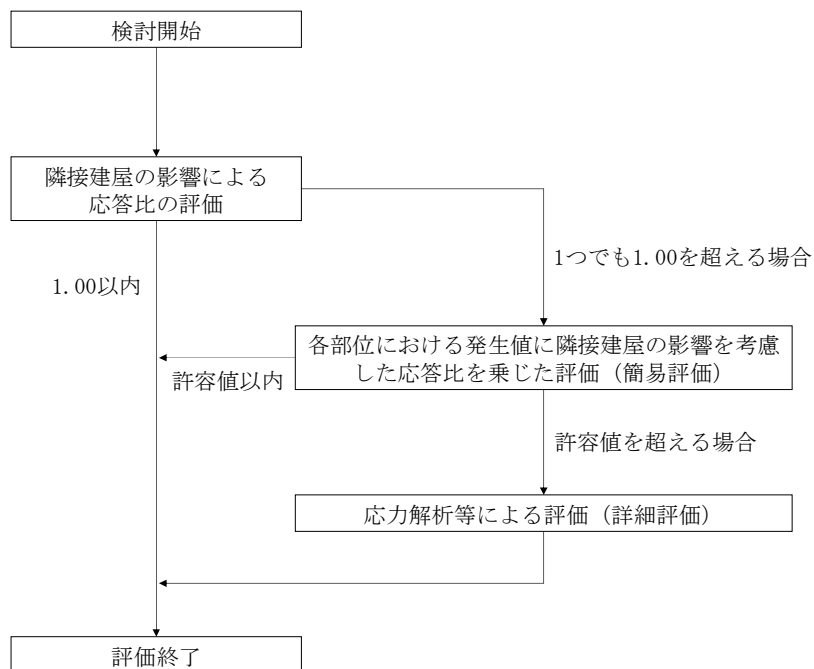 検討開始
隣接建屋の影響による
応答比の評価
1つでも1.00を超える場合
1.00以内
各部位における発生値に隣接建屋の影響を考慮
した応答比を乗じた評価（簡易評価）
許容値以内
許容値を超える場合
応力解析等による評価（詳細評価）
評価終了